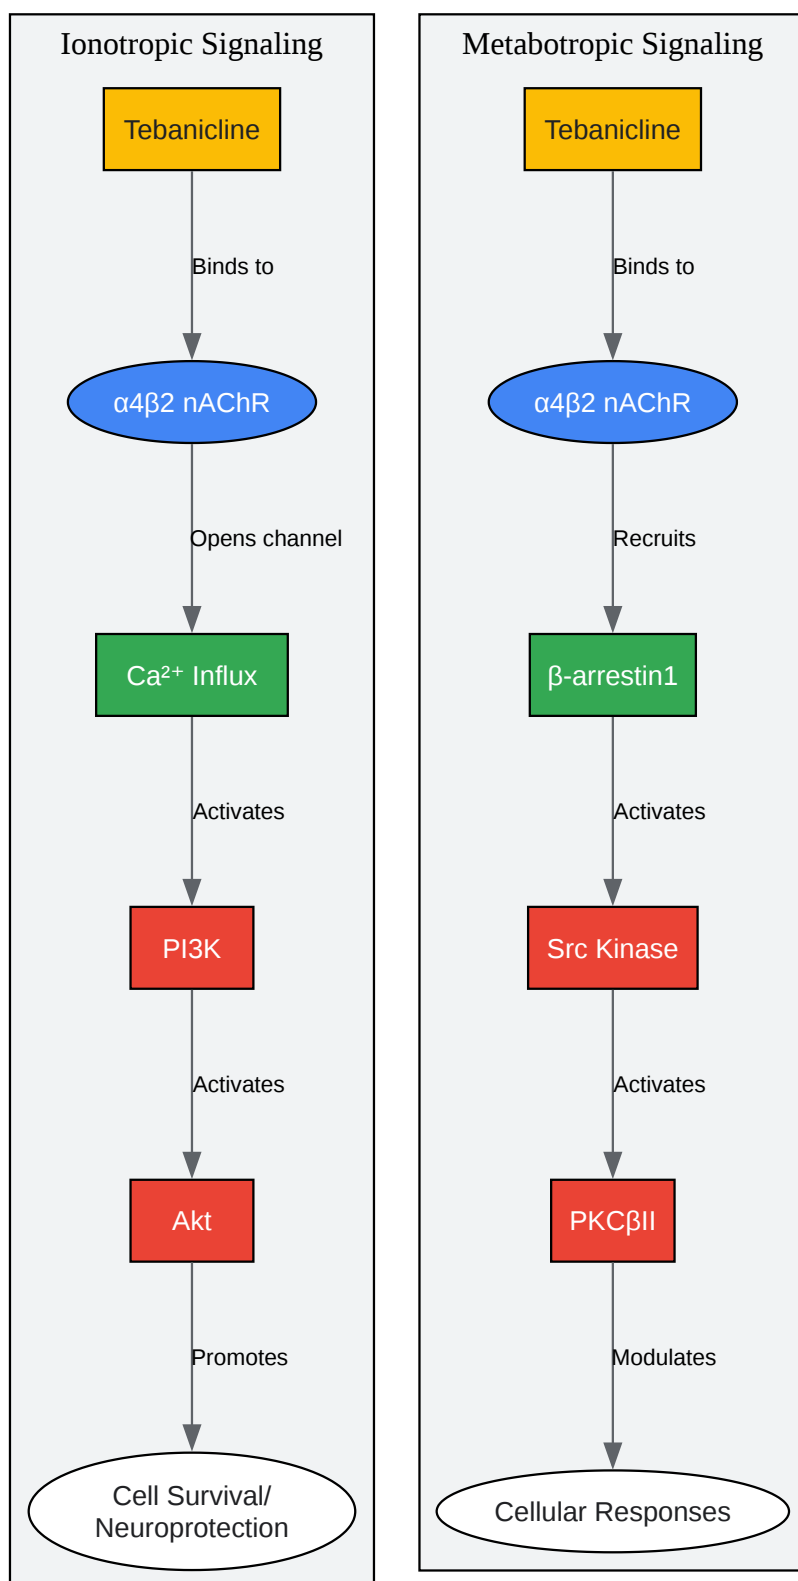 Ionotropic Signaling
Tebanicline
Binds to
α4β2 nAChR
Opens channel
Ca²⁺ Influx
Activates
PI3K
Activates
Akt
Promotes
Cell Survival/
Neuroprotection
Metabotropic Signaling
Tebanicline
Binds to
α4β2 nAChR
Recruits
β-arrestin1
Activates
Src Kinase
Activates
PKCβII
Modulates
Cellular Responses